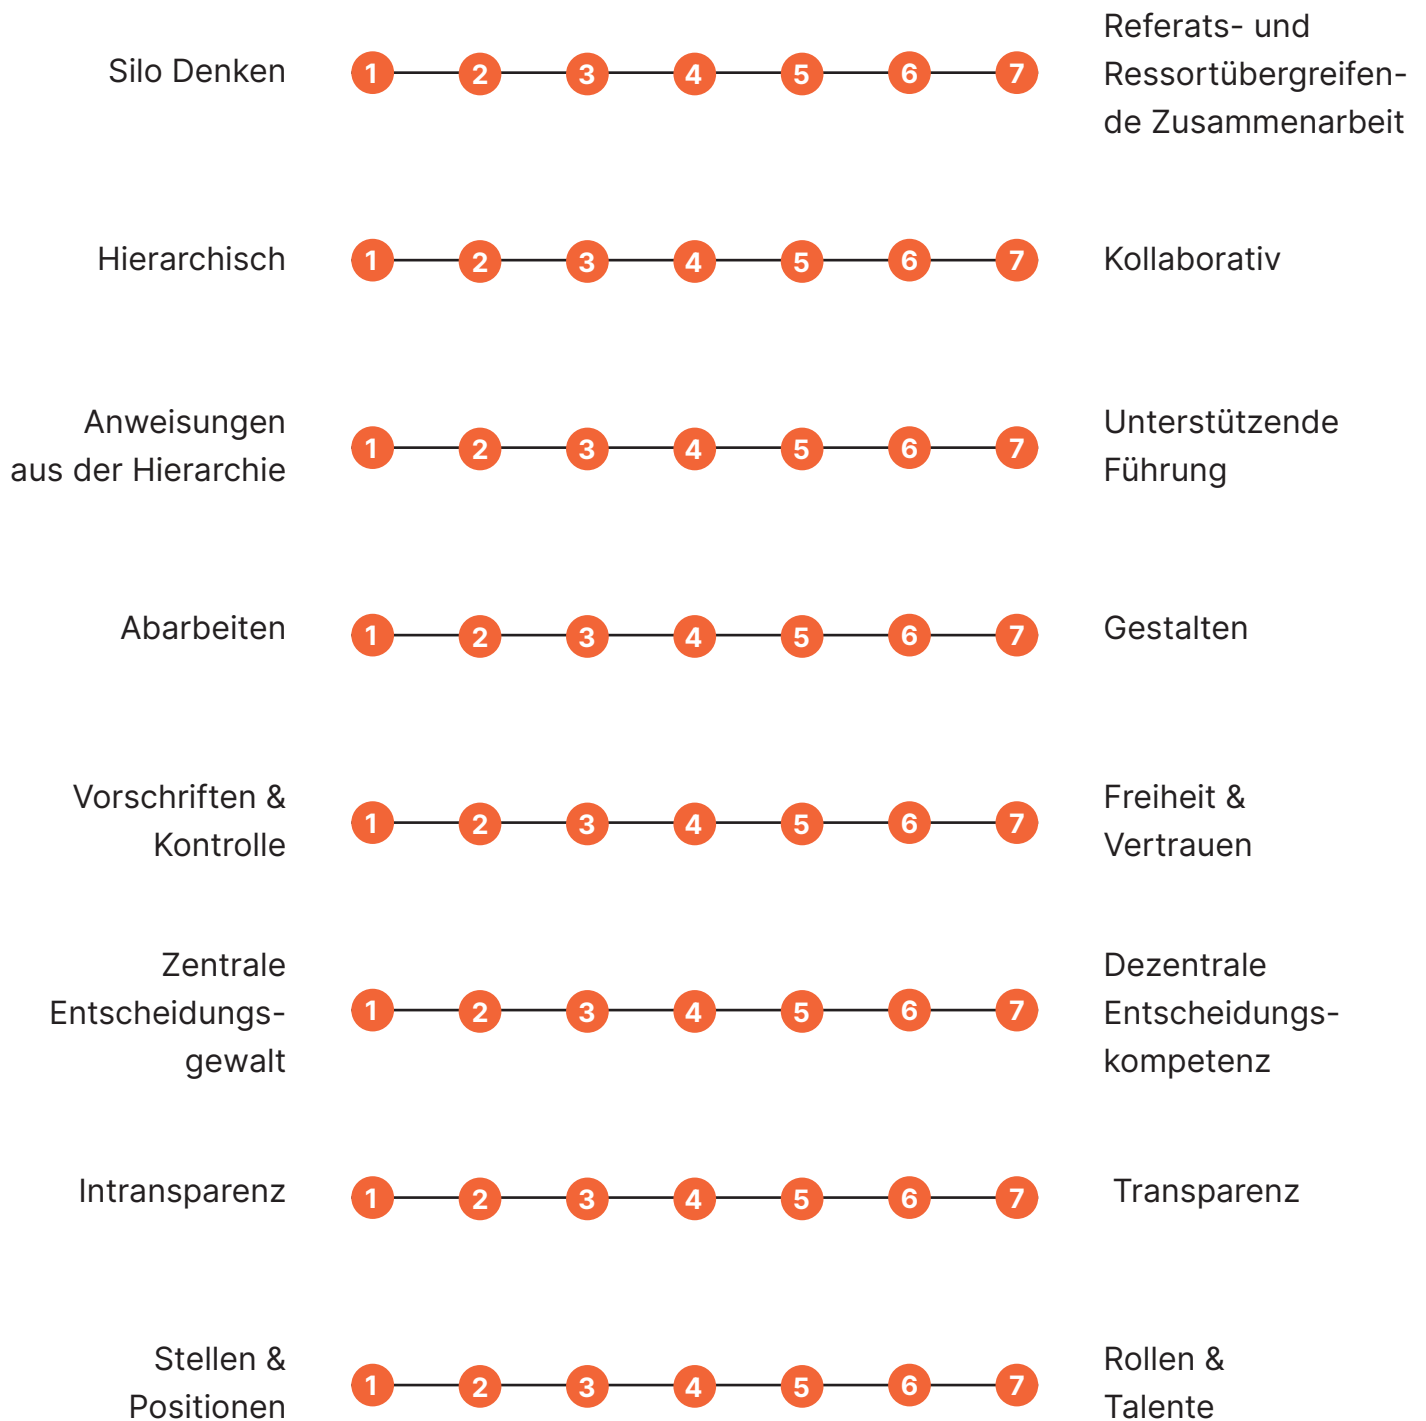 Silo Denken
1 2 3 4 5 6 7
Referats- und
Ressortübergreifen-
de Zusammenarbeit
Hierarchisch
1 2 3 4 5 6 7
Kollaborativ
Anweisungen
aus der Hierarchie
1 2 3 4 5 6 7
Unterstützende
Führung
Abarbeiten
1 2 3 4 5 6 7
Gestalten
Vorschriften &
Kontrolle
1 2 3 4 5 6 7
Freiheit &
Vertrauen
Zentrale
Entscheidungs-
gewalt
1 2 3 4 5 6 7
Dezentrale
Entscheidungs-
kompetenz
Intransparenz
1 2 3 4 5 6 7
Transparenz
Stellen &
Positionen
1 2 3 4 5 6 7
Rollen &
Talente